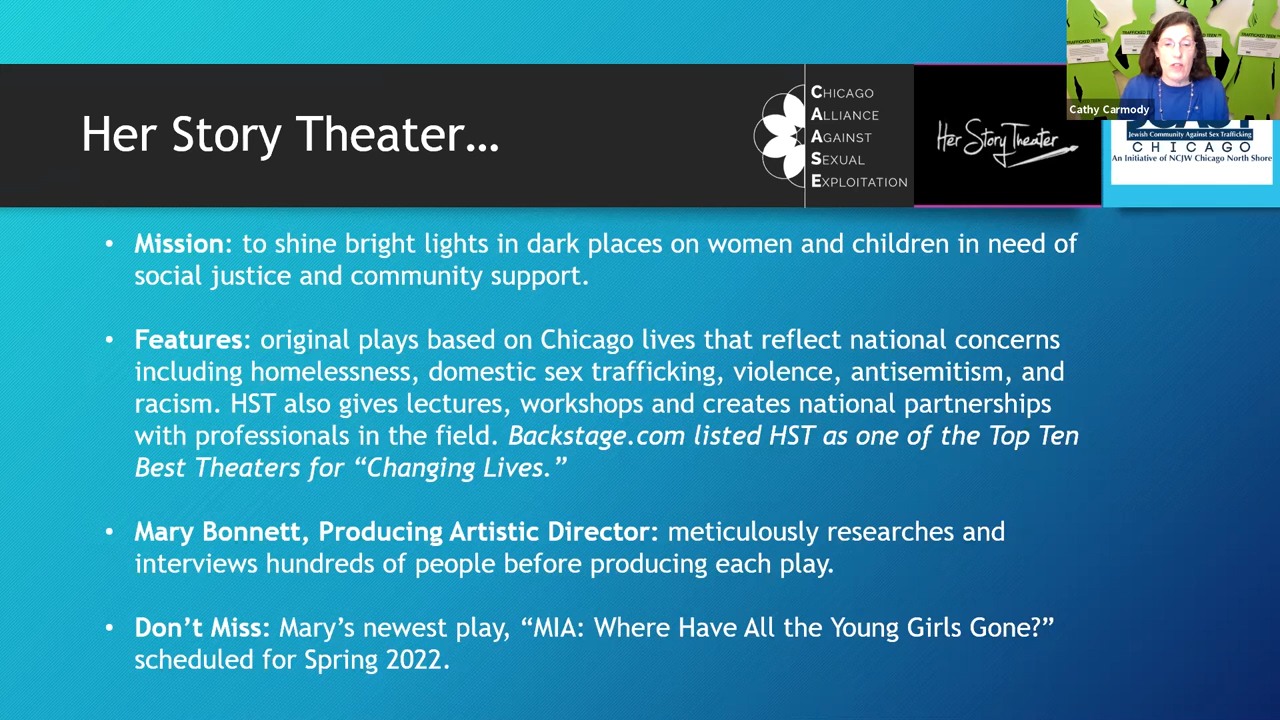 Her Story Theater…
CHICAGO
ALLIANCE
AGAINST
SEXUAL
EXPLOITATION
Her Story Theater
TRAFFICKED TEEN
TRAFFICKED TEEN
Cathy Carmody
Jewish Community Against Sex Trafficking
CHICAGO
An Initiative of NCJW Chicago North Shore
• Mission: to shine bright lights in dark places on women and children in need of
social justice and community support.
• Features: original plays based on Chicago lives that reflect national concerns
including homelessness, domestic sex trafficking, violence, antisemitism, and
racism. HST also gives lectures, workshops and creates national partnerships
with professionals in the field. Backstage.com listed HST as one of the Top Ten
Best Theaters for “Changing Lives.”
• Mary Bonnett, Producing Artistic Director: meticulously researches and
interviews hundreds of people before producing each play.
• Don’t Miss: Mary’s newest play, “MIA: Where Have All the Young Girls Gone?”
scheduled for Spring 2022.